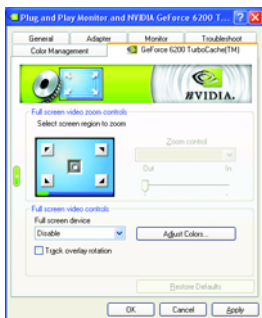 Plug and Play Monitor and NVIDIA GeForce 6200 T...
General Adapter Monitor Troubleshoot
Color Management GeForce 6200 TurboCache(TM)
NVIDIA.
Full screen video zoom controls
Select screen region to zoom
Zoom control
Out In
Full screen video controls
Full screen device
Disable
Adjust Colors...
Track overlay rotation
Restore Defaults
OK Cancel Apply